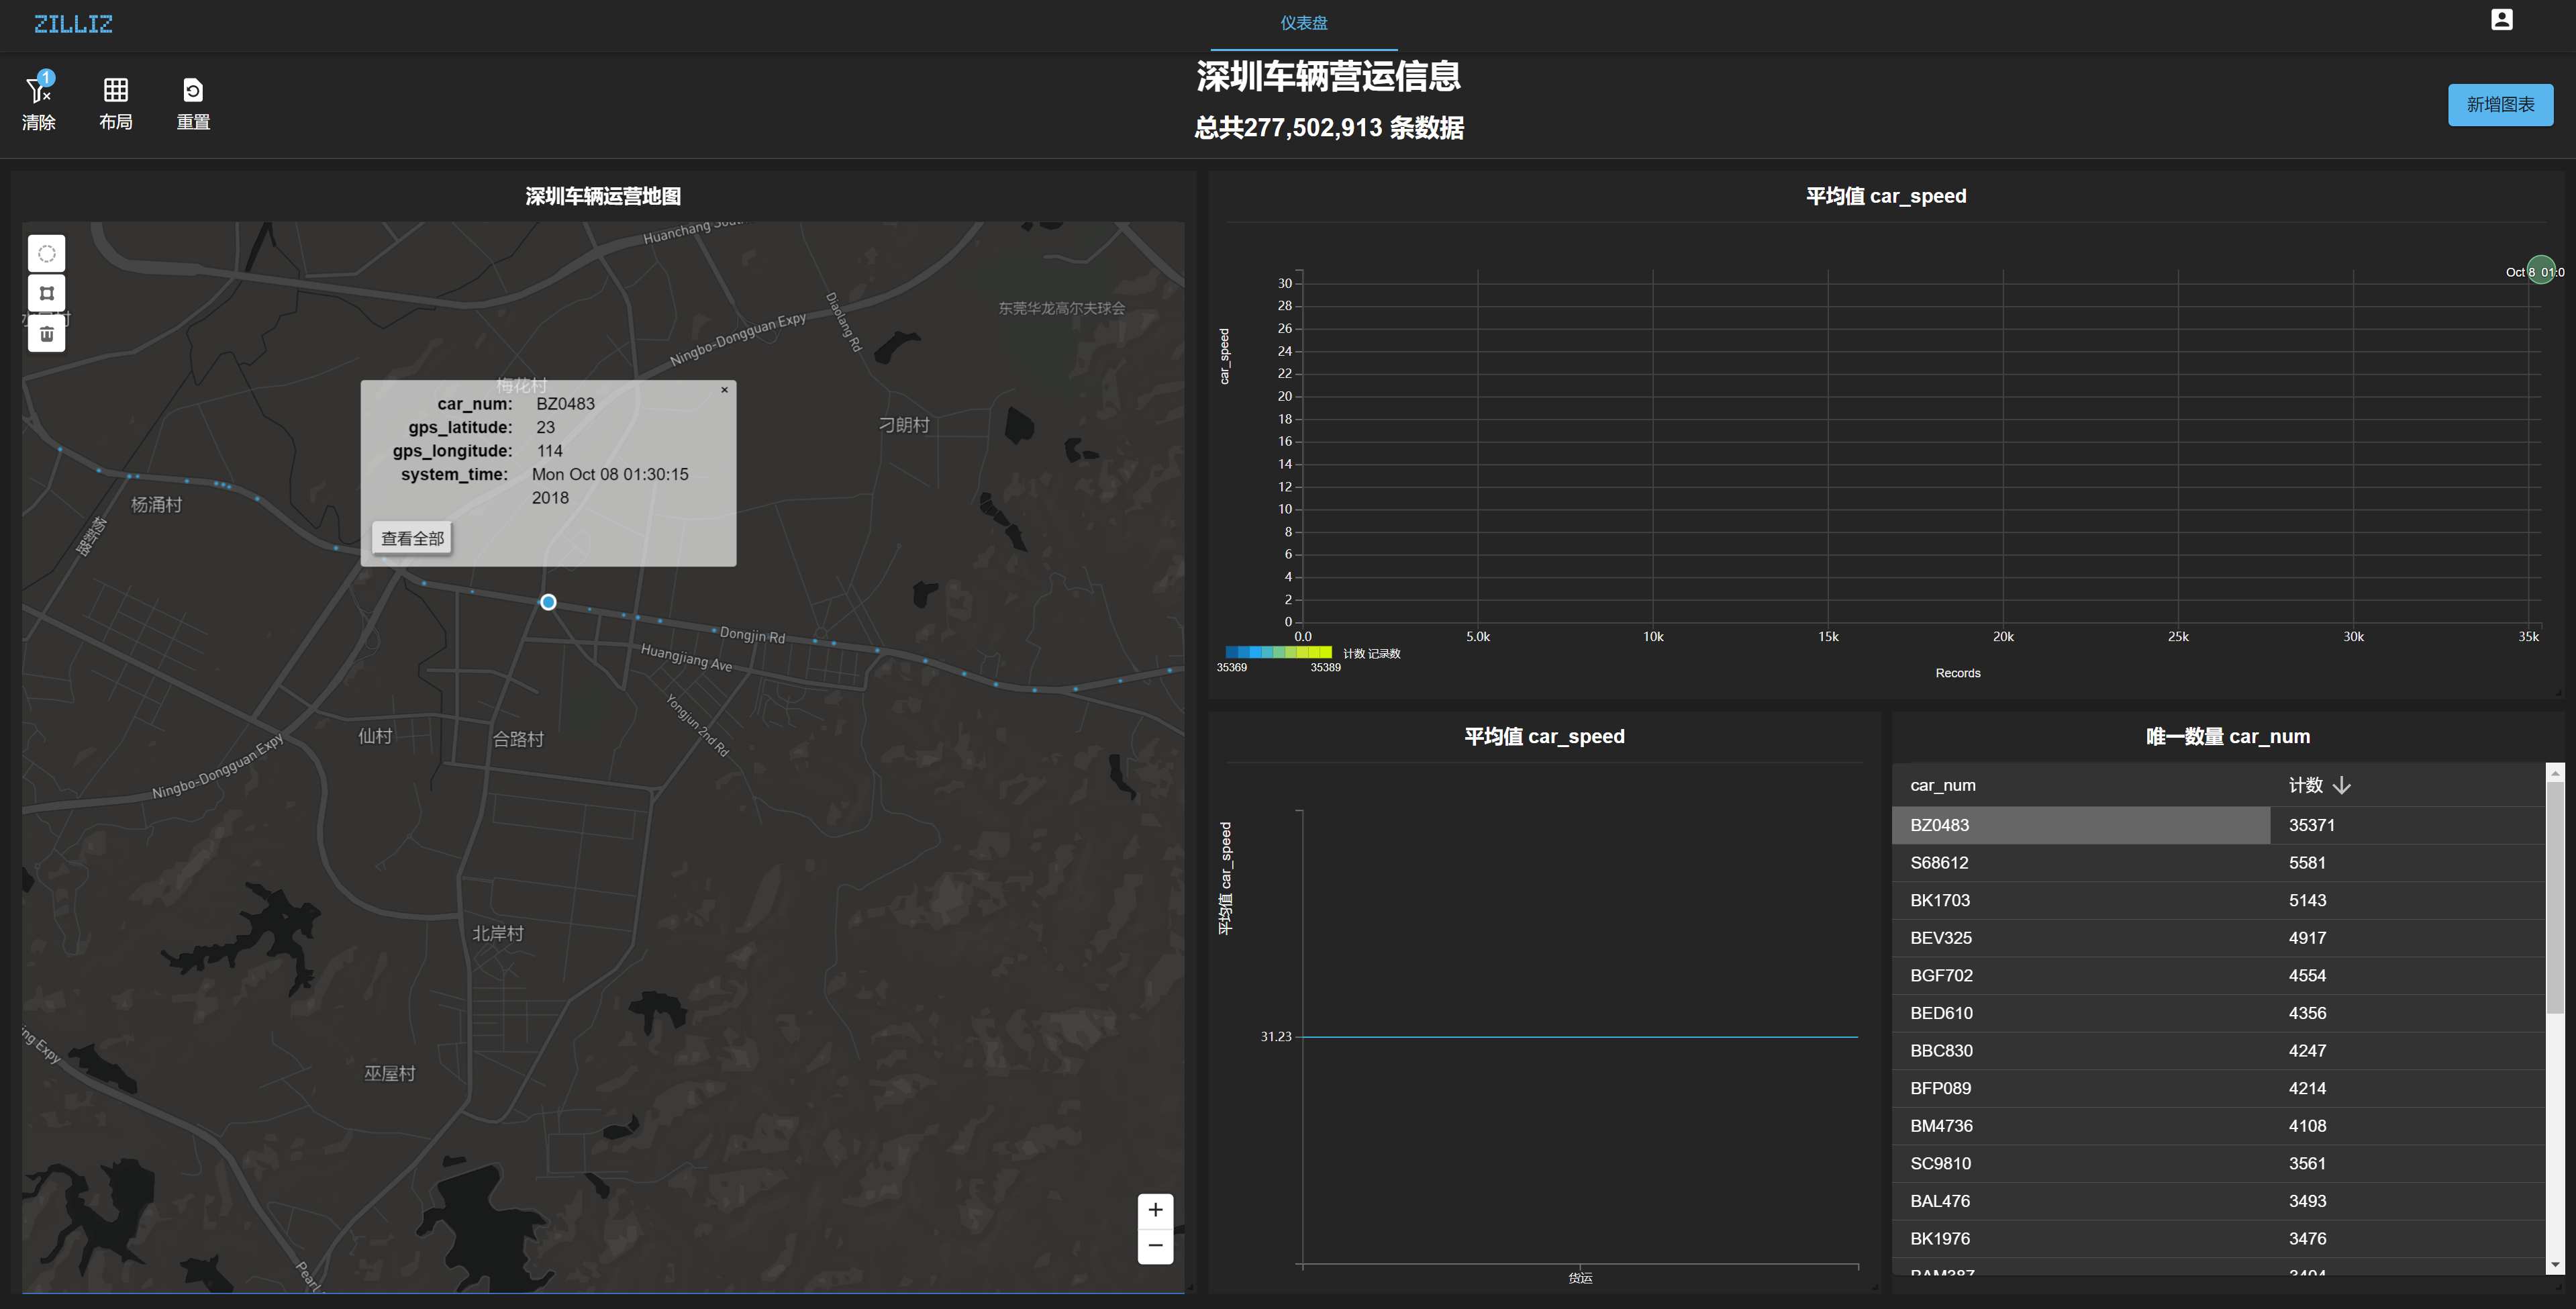 ZILLIZ
仪表盘
1
清除
布局
重置
深圳车辆营运信息
总共277,502,913 条数据
新增图表
深圳车辆运营地图
Huanchang
东莞华龙高尔夫球会
Diaolang Rd
Ningbo-Dongguan Expy
梅花村
刁朗村
杨涌村
car_num: BZ0483
gps_latitude: 23
gps_longitude: 114
system_time: Mon Oct 08 01:30:15
2018
查看全部
×
Dongjin Rd
Huangjiang Ave
Yongjun 2nd Rd
仙村
合路村
Ningbo-Dongguan Expy
北岸村
巫屋村
Expy
Pearl
+
−
平均值 car_speed
Oct 8 01:0
car_speed
30
28
26
24
22
20
18
16
14
12
10
8
6
4
2
0
0.0 5.0k 10k 15k 20k 25k 30k 35k
计数 记录数
35369 35389
Records
平均值 car_speed
平均值 car_speed
31.23
货运
唯一数量 car_num
car_num 计数
BZ0483 35371
S68612 5581
BK1703 5143
BEV325 4917
BGF702 4554
BED610 4356
BBC830 4247
BFP089 4214
BM4736 4108
SC9810 3561
BAL476 3493
BK1976 3476
BAM387 3404